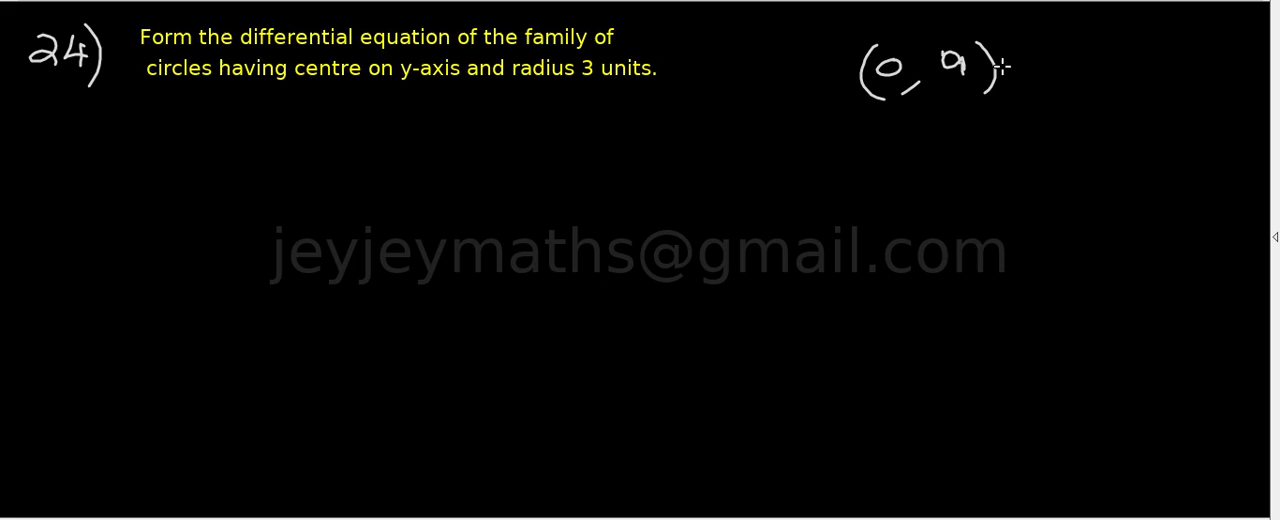 24) Form the differential equation of the family of
circles having centre on y-axis and radius 3 units.
(0, a)
jeyjeymaths@gmail.com